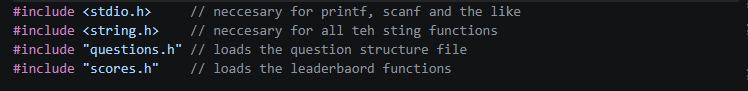 #include <stdio.h>     // neccesary for printf, scanf and the like
#include <string.h>    // neccesary for all teh sting functions
#include "questions.h" // loads the question structure file
#include "scores.h"    // loads the leaderbaord functions